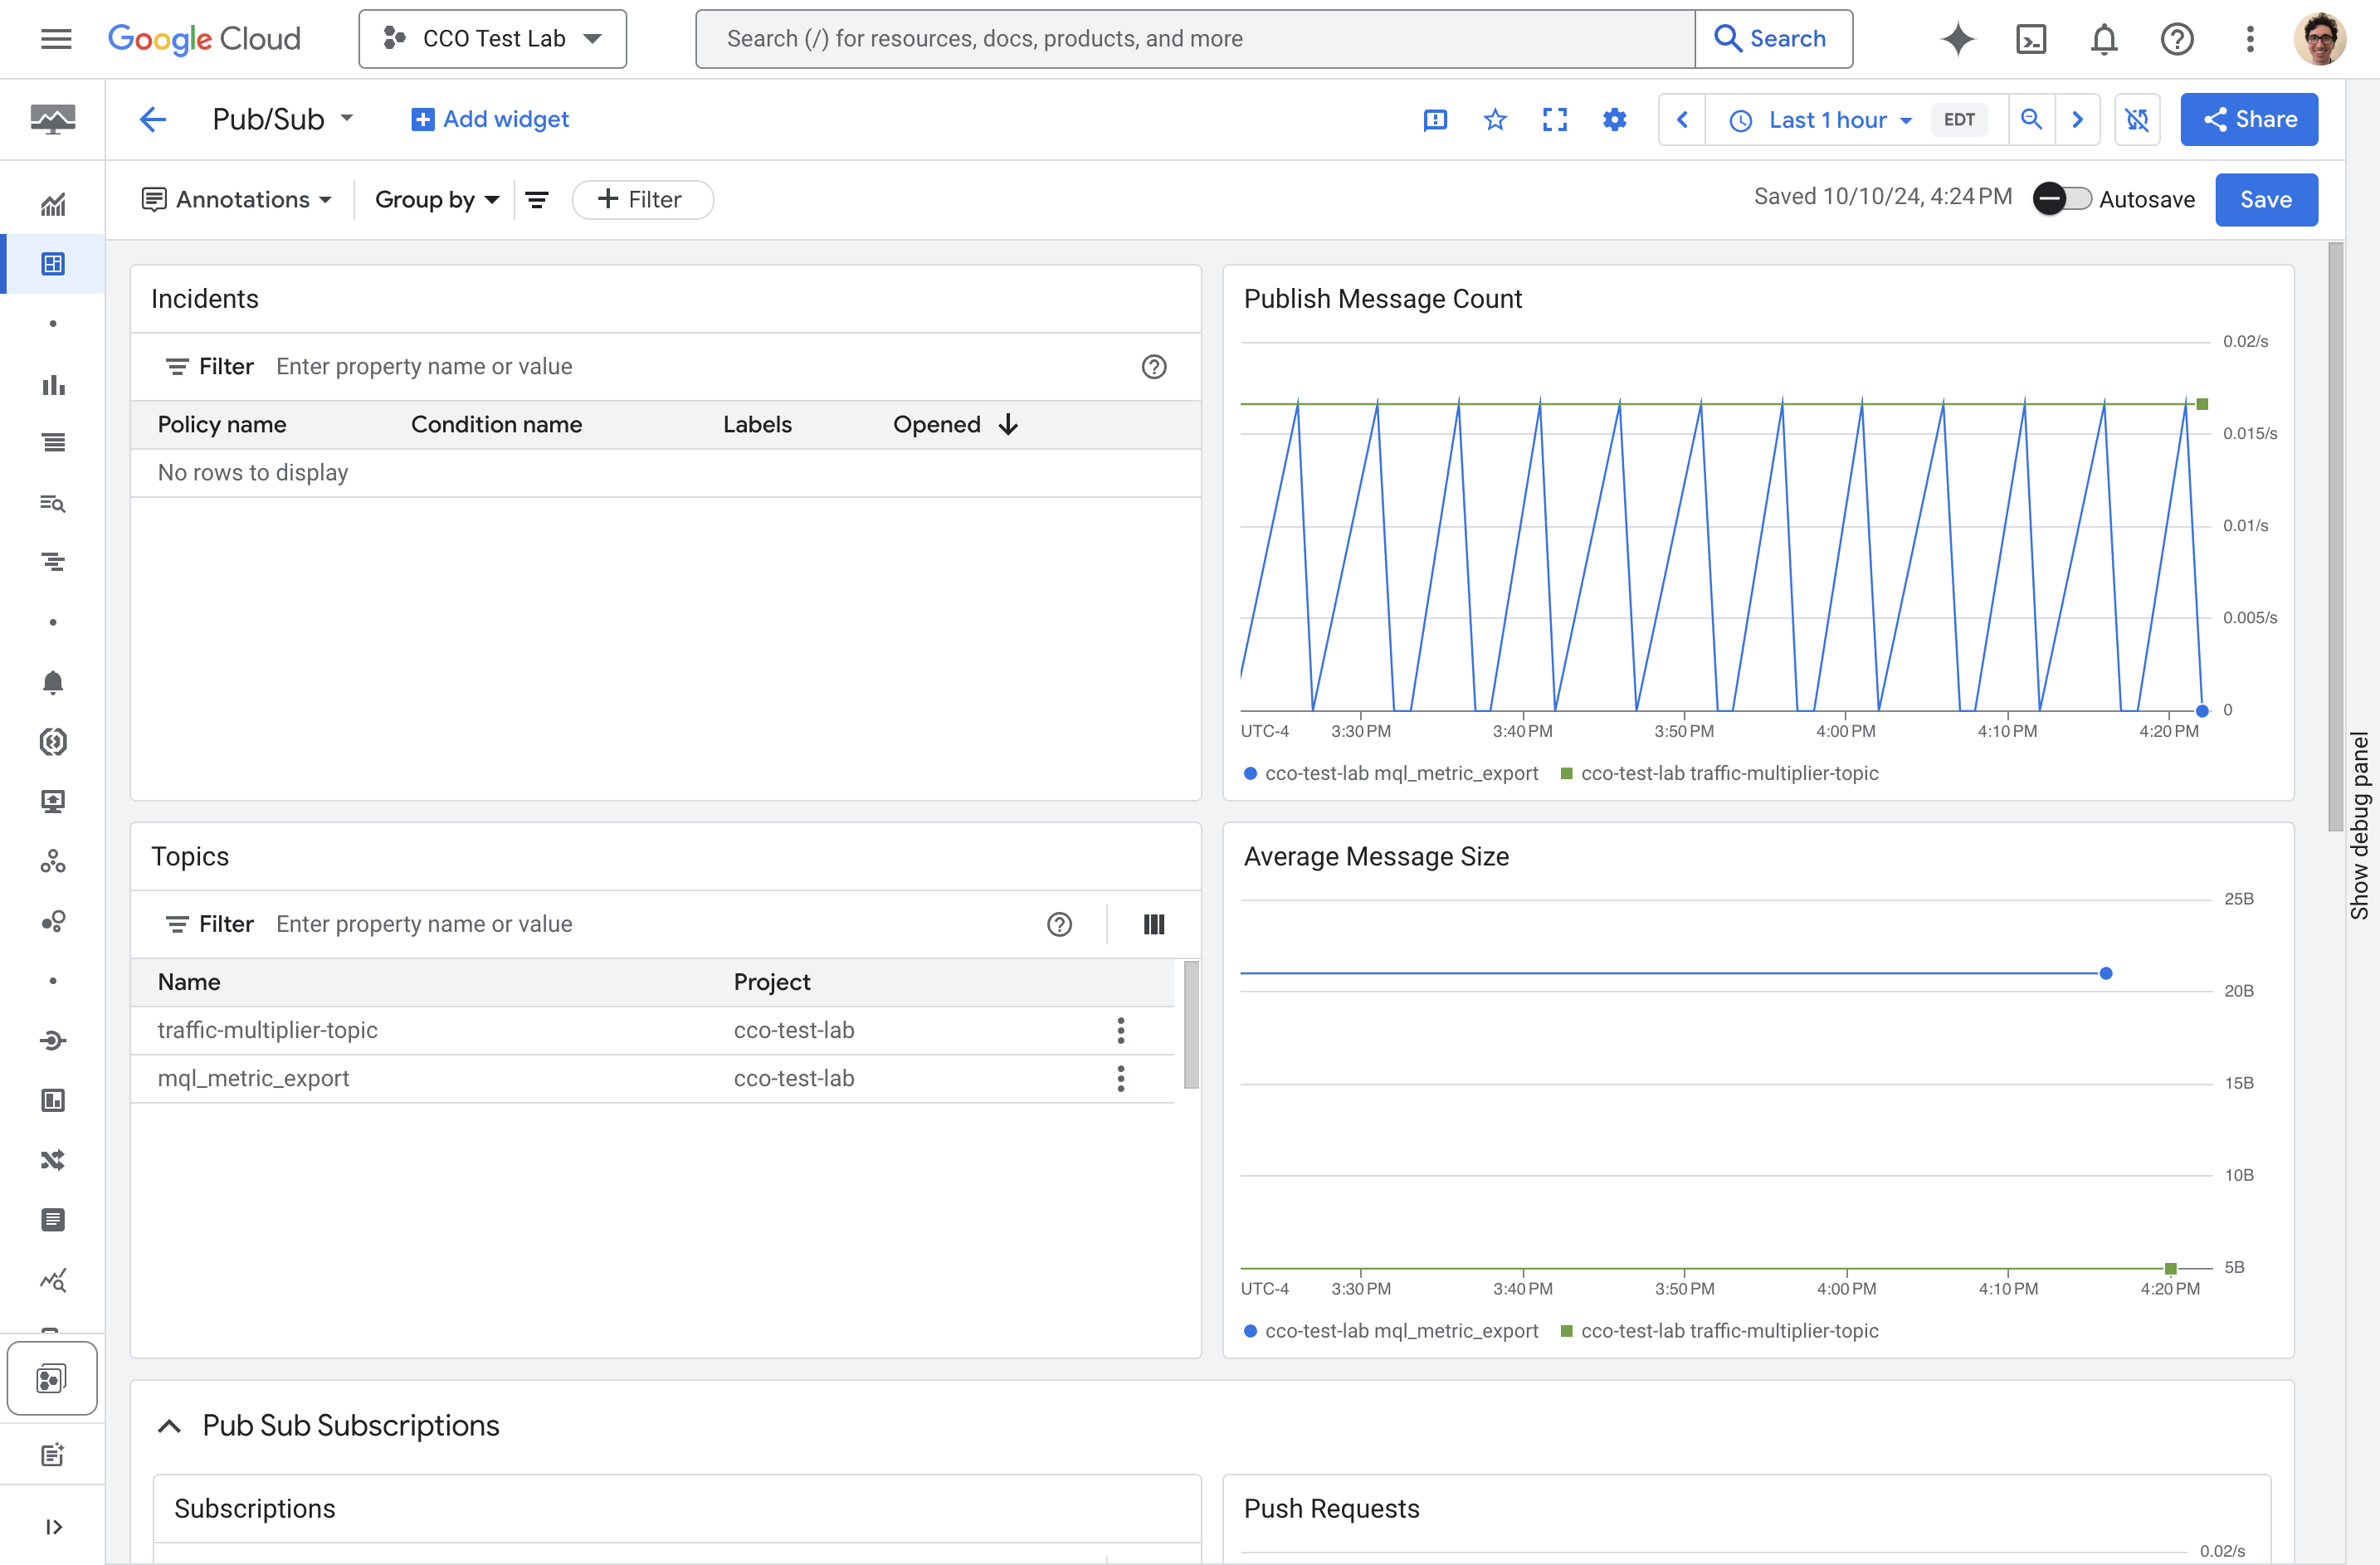 Google Cloud
CCO Test Lab
Search (/) for resources, docs, products, and more
Search
Pub/Sub
Add widget
Last 1 hour
EDT
Share
Annotations
Group by
Filter
Saved 10/10/24, 4:24 PM
Autosave
Save
Incidents
Filter Enter property name or value
Policy name Condition name Labels Opened
No rows to display
Publish Message Count
0.02/s
0.015/s
0.01/s
0.005/s
0
UTC-4 3:30 PM 3:40 PM 3:50 PM 4:00 PM 4:10 PM 4:20 PM
cco-test-lab mql_metric_export cco-test-lab traffic-multiplier-topic
Topics
Filter Enter property name or value
Name Project
traffic-multiplier-topic cco-test-lab
mql_metric_export cco-test-lab
Average Message Size
25B
20B
15B
10B
5B
UTC-4 3:30 PM 3:40 PM 3:50 PM 4:00 PM 4:10 PM 4:20 PM
cco-test-lab mql_metric_export cco-test-lab traffic-multiplier-topic
Show debug panel
Pub Sub Subscriptions
Subscriptions
Push Requests
0.02/s